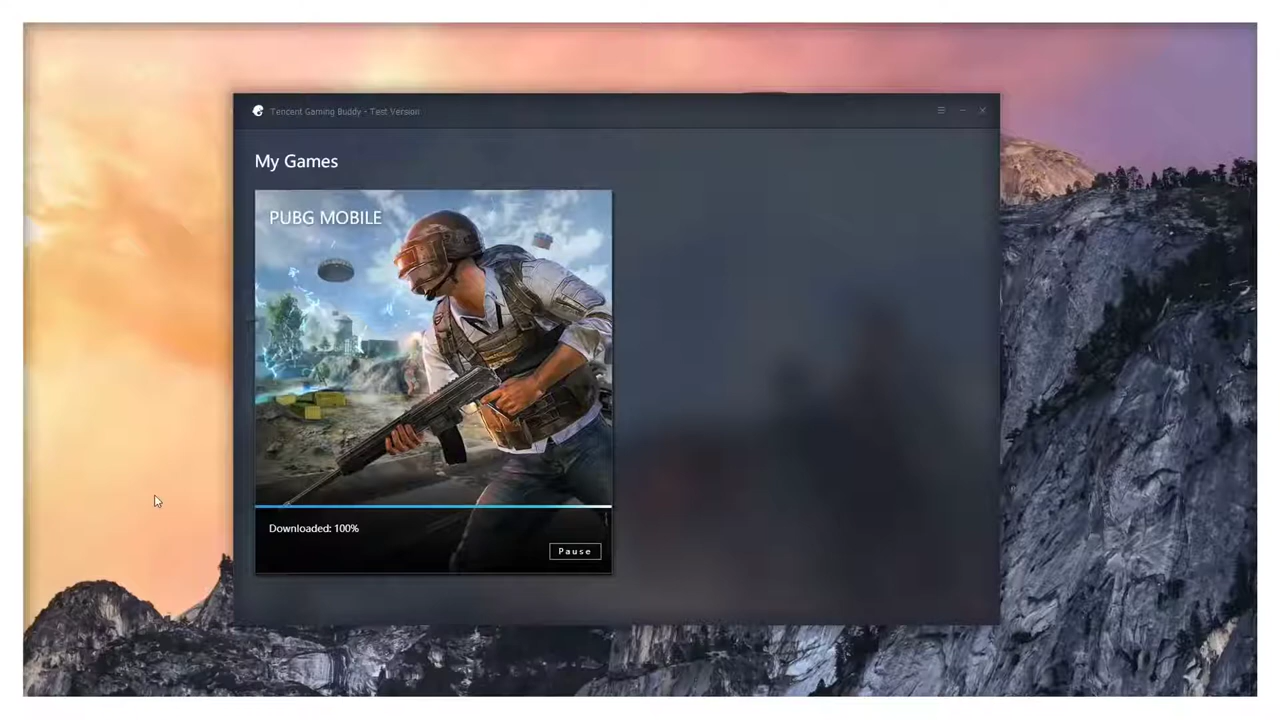 Tencent Gaming Buddy - Test Version
My Games
PUBG MOBILE
Downloaded: 100%
Pause